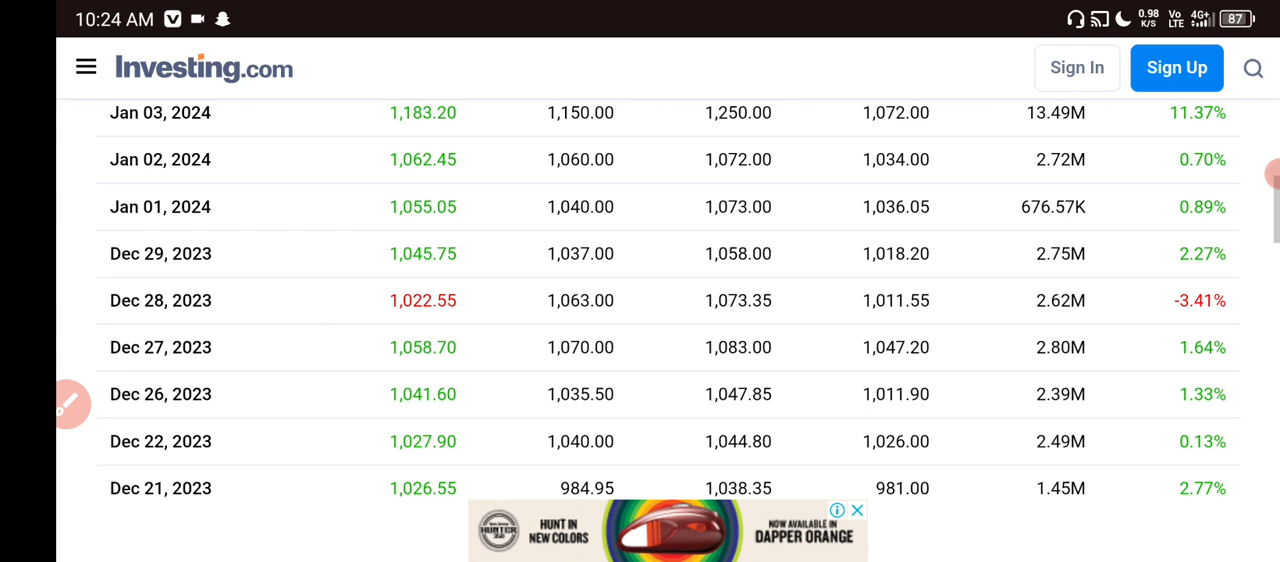 10:24 AM 0.98 K/S Vo LTE 4G+ 87
Investing.com Sign In Sign Up
Jan 03, 2024 1,183.20 1,150.00 1,250.00 1,072.00 13.49M 11.37%
Jan 02, 2024 1,062.45 1,060.00 1,072.00 1,034.00 2.72M 0.70%
Jan 01, 2024 1,055.05 1,040.00 1,073.00 1,036.05 676.57K 0.89%
Dec 29, 2023 1,045.75 1,037.00 1,058.00 1,018.20 2.75M 2.27%
Dec 28, 2023 1,022.55 1,063.00 1,073.35 1,011.55 2.62M -3.41%
Dec 27, 2023 1,058.70 1,070.00 1,083.00 1,047.20 2.80M 1.64%
Dec 26, 2023 1,041.60 1,035.50 1,047.85 1,011.90 2.39M 1.33%
Dec 22, 2023 1,027.90 1,040.00 1,044.80 1,026.00 2.49M 0.13%
Dec 21, 2023 1,026.55 984.95 1,038.35 981.00 1.45M 2.77%
HUNTER
HUNT IN
NEW COLORS
NOW AVAILABLE IN
DAPPER ORANGE